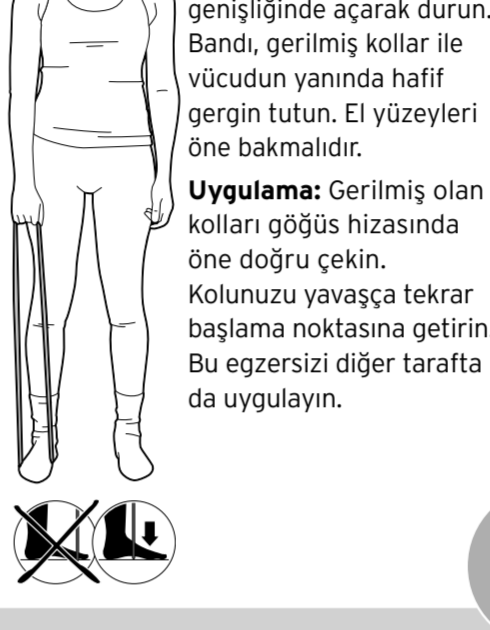 genişliğinde açarak durun.
Bandı, gerilmiş kollar ile
vücudun yanında hafif
gergin tutun. El yüzeyleri
öne bakmalıdır.
Uygulama: Gerilmiş olan
kolları göğüs hizasında
öne doğru çekin.
Kolunuzu yavaşça tekrar
başlama noktasına getirin
Bu egzersizi diğer tarafta
da uygulayın.